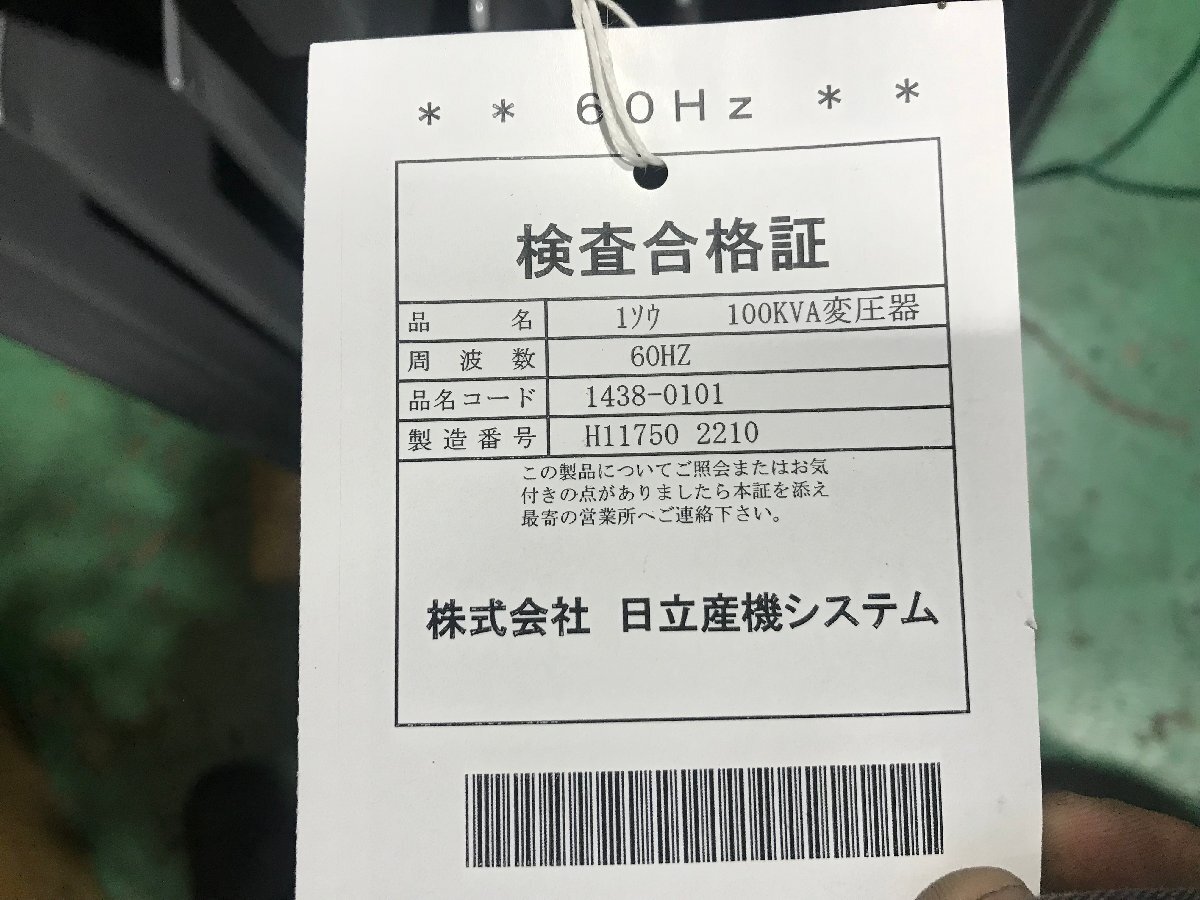 ＊ ＊ 60Hz ＊ ＊
検査合格証
品名 1ｿｳ 100KVA変圧器
周波数 60HZ
品名コード 1438-0101
製造番号 H11750 2210
この製品についてご照会またはお気
付きの点がありましたら本証を添え
最寄の営業所へご連絡下さい。
株式会社 日立産機システム